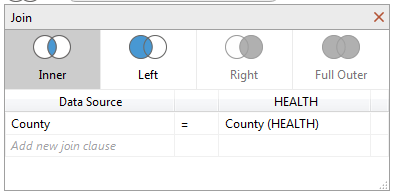 Join
Inner Left Right Full Outer
Data Source HEALTH
County = County (HEALTH)
Add new join clause